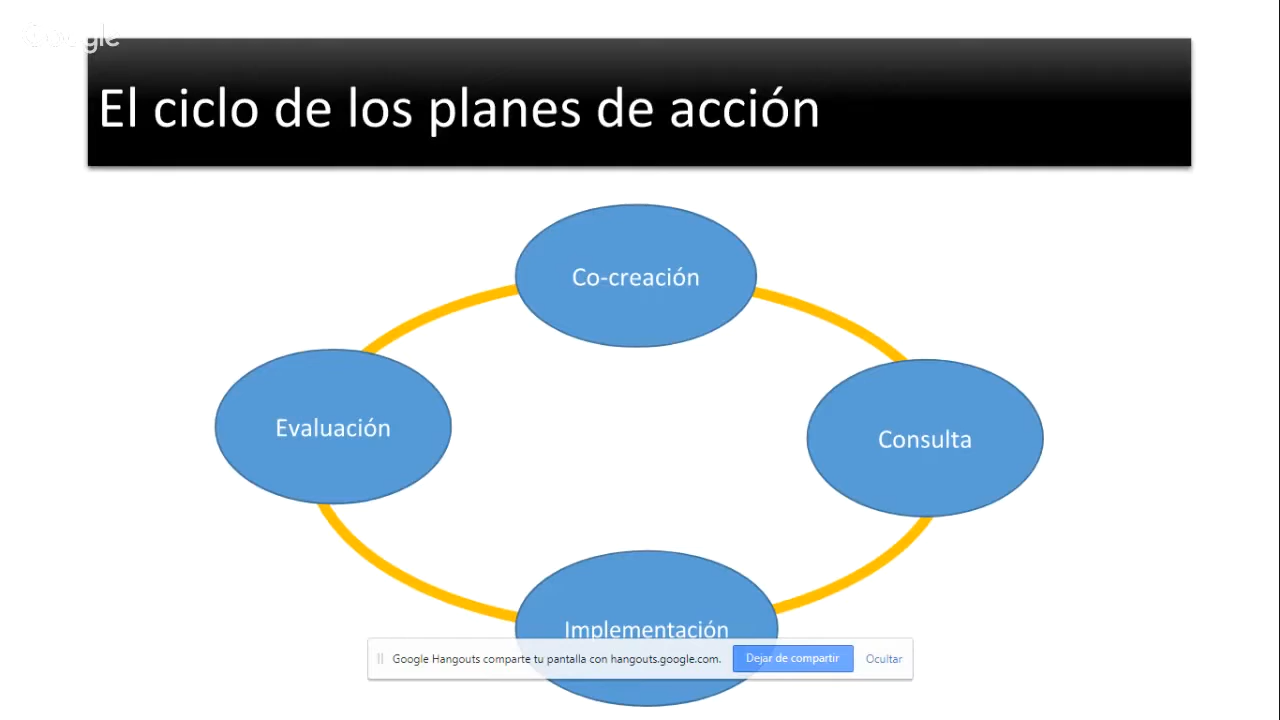 Google
El ciclo de los planes de acción
Co-creación
Evaluación
Consulta
Implementación
Google Hangouts comparte tu pantalla con hangouts.google.com. Dejar de compartir Ocultar